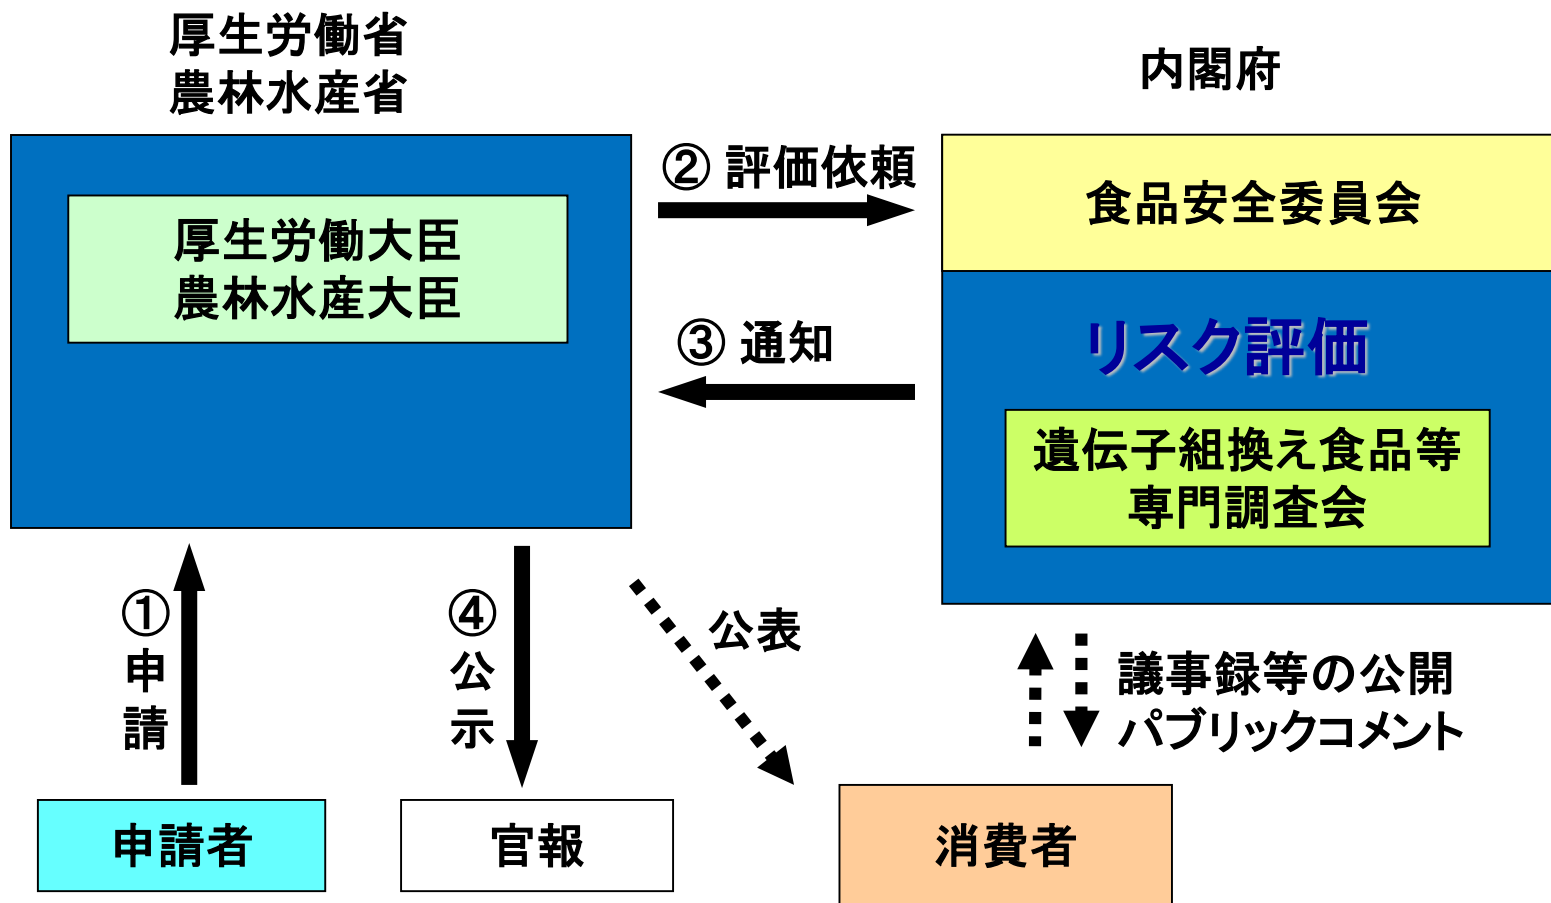 厚生労働省
農林水産省
内閣府
厚生労働大臣
農林水産大臣
② 評価依頼
③ 通知
食品安全委員会
リスク評価
遺伝子組換え食品等
専門調査会
①
申
請
④
公
示
公表
議事録等の公開
パブリックコメント
申請者
官報
消費者